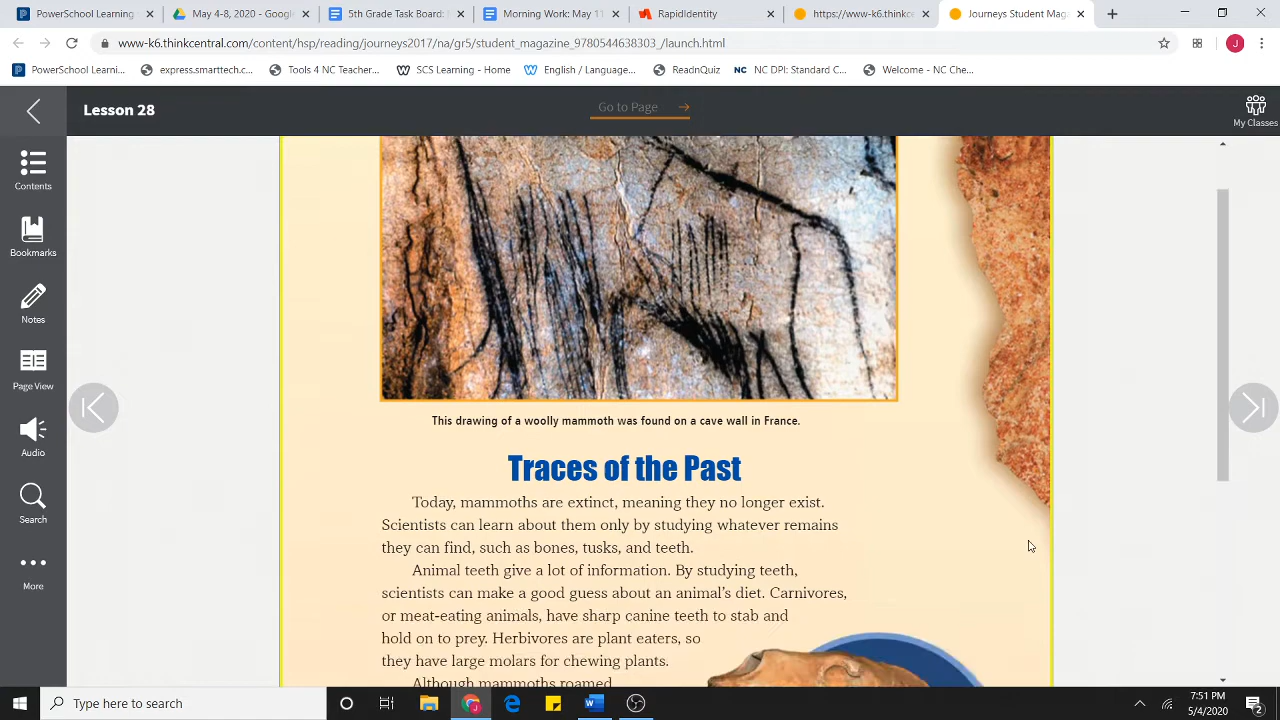 PowerSchool Learning:
May 4-8, 2020 - Google
5th Grade Task Board:
Morning Work: May 11
RapidIdentity
https://www-k6.thinkce
Journeys Student Mag
www-k6.thinkcentral.com/content/hsp/reading/journeys2017/na/gr5/student_magazine_9780544638303_/launch.html
J
PowerSchool Learni...
express.smarttech.c...
Tools 4 NC Teacher...
SCS Learning - Home
English / Language...
ReadnQuiz
NC DPI: Standard C...
Welcome - NC Che...
Lesson 28
Go to Page
My Classes
Contents
Bookmarks
Notes
Page View
Audio
Search
More
This drawing of a woolly mammoth was found on a cave wall in France.
Traces of the Past
Today, mammoths are extinct, meaning they no longer exist.
Scientists can learn about them only by studying whatever remains
they can find, such as bones, tusks, and teeth.
Animal teeth give a lot of information. By studying teeth,
scientists can make a good guess about an animal's diet. Carnivores,
or meat-eating animals, have sharp canine teeth to stab and
hold on to prey. Herbivores are plant eaters, so
they have large molars for chewing plants.
Although mammoths roamed
Type here to search
7:51 PM
5/4/2020
2